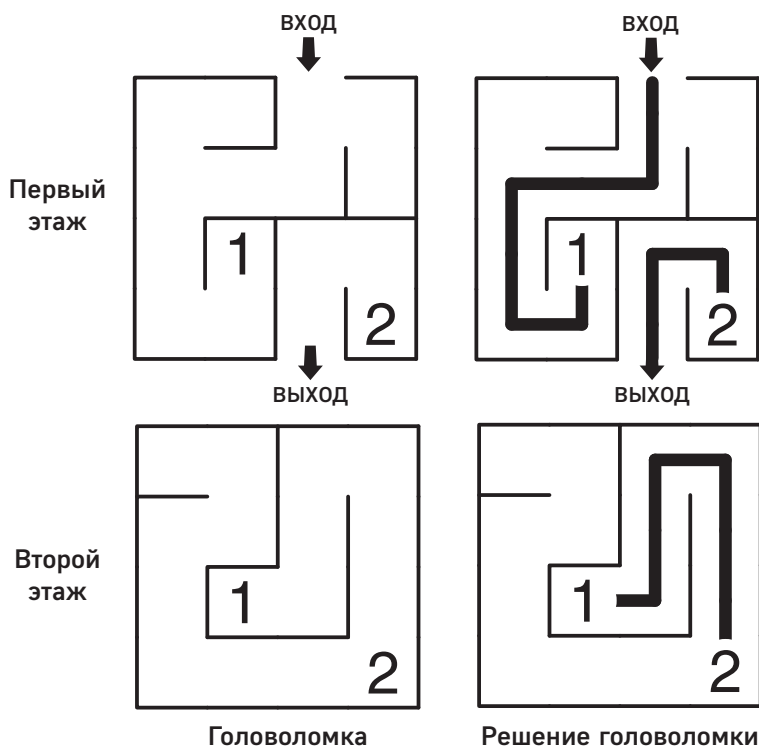 ВХОД
ВХОД
Первый
этаж
1
1
2
2
ВЫХОД
ВЫХОД
Второй
этаж
1
1
2
2
Головоломка
Решение головоломки